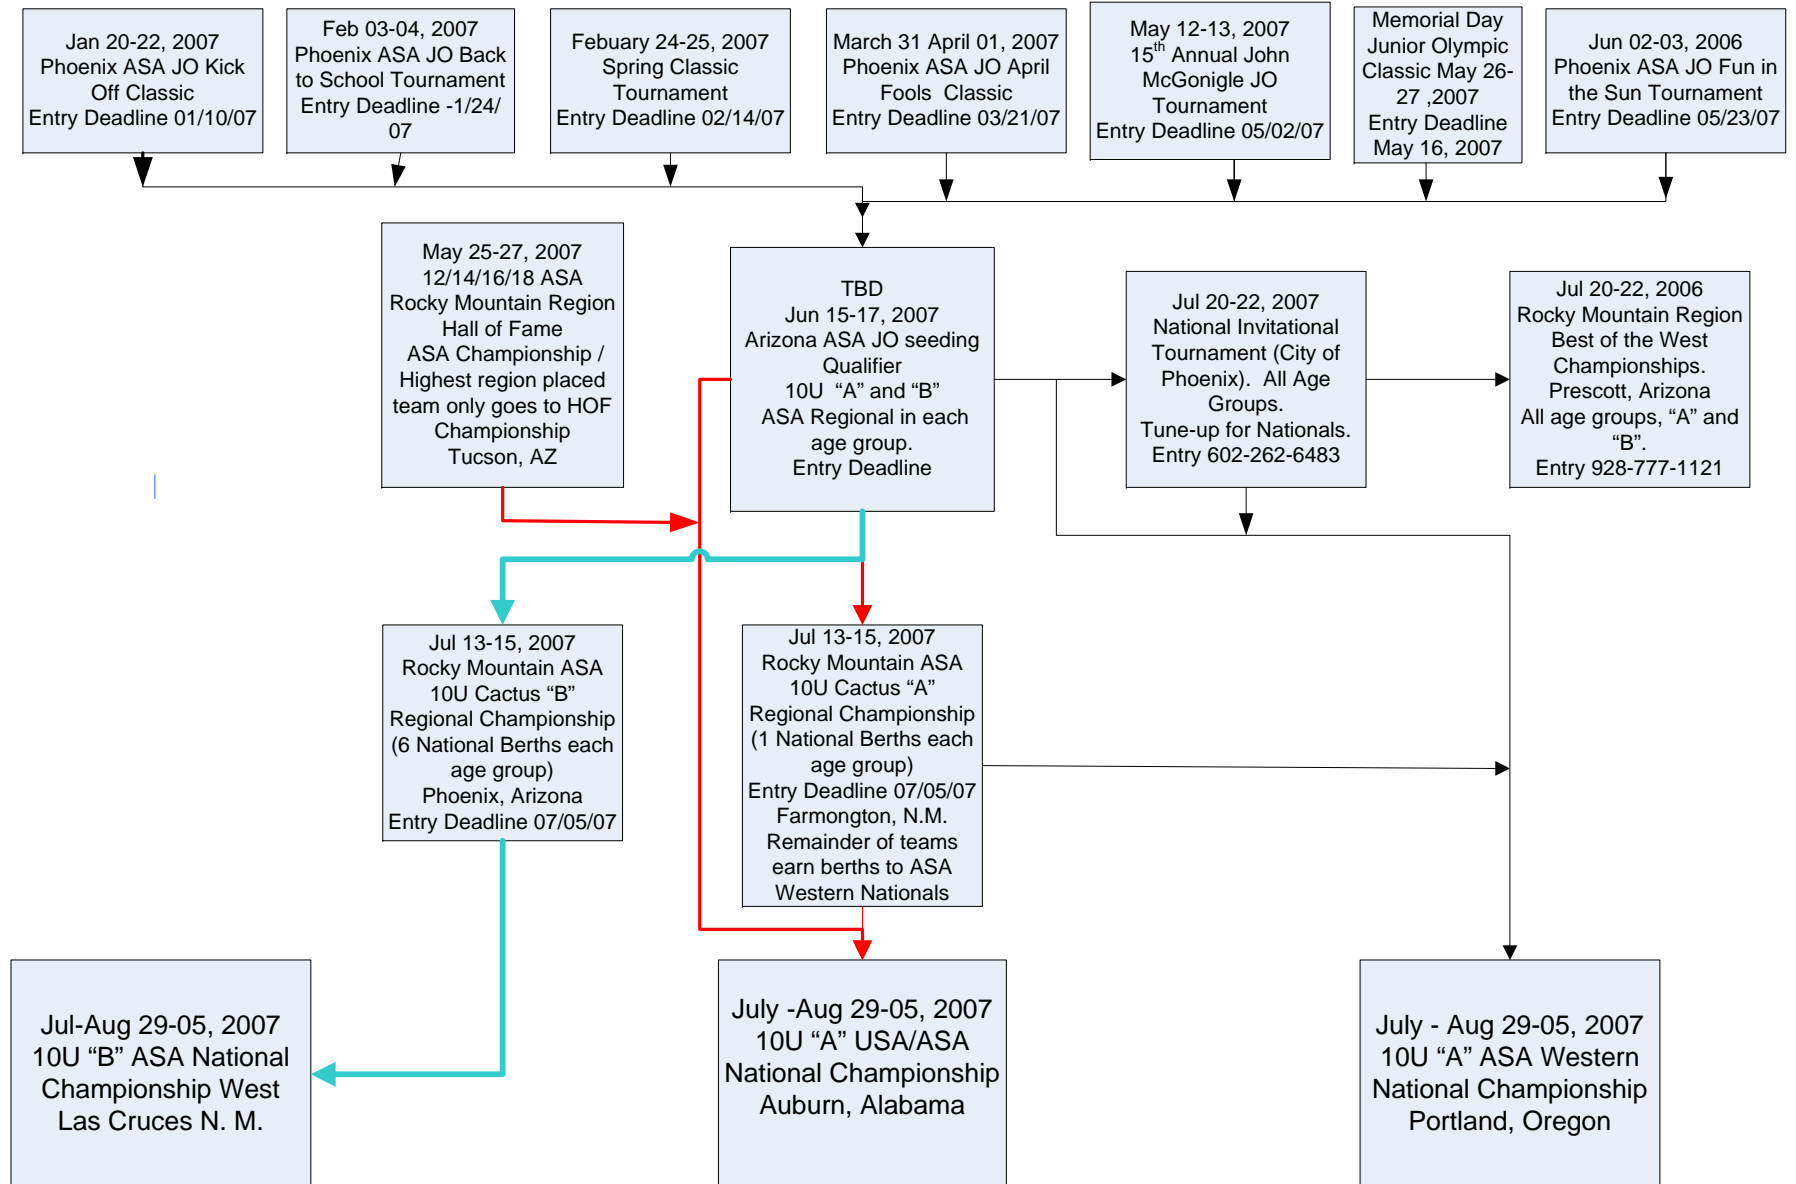 Jan 20-22, 2007
Phoenix ASA JO Kick
Off Classic
Entry Deadline 01/10/07
Feb 03-04, 2007
Phoenix ASA JO Back
to School Tournament
Entry Deadline -1/24/
07
Febuary 24-25, 2007
Spring Classic
Tournament
Entry Deadline 02/14/07
March 31 April 01, 2007
Phoenix ASA JO April
Fools  Classic
Entry Deadline 03/21/07
May 12-13, 2007
15th Annual John
McGonigle JO
Tournament
Entry Deadline 05/02/07
Memorial Day
Junior Olympic
Classic May 26-
27 ,2007
Entry Deadline
May 16, 2007
Jun 02-03, 2006
Phoenix ASA JO Fun in
the Sun Tournament
Entry Deadline 05/23/07
May 25-27, 2007
12/14/16/18 ASA
Rocky Mountain Region
Hall of Fame
ASA Championship /
Highest region placed
team only goes to HOF
Championship
Tucson, AZ
TBD
Jun 15-17, 2007
Arizona ASA JO seeding
Qualifier
10U  “A” and “B”
ASA Regional in each
age group.
Entry Deadline
Jul 20-22, 2007
National Invitational
Tournament (City of
Phoenix).  All Age
Groups.
Tune-up for Nationals.
Entry 602-262-6483
Jul 20-22, 2006
Rocky Mountain Region
Best of the West
Championships.
Prescott, Arizona
All age groups, “A” and
“B”.
Entry 928-777-1121
Jul 13-15, 2007
Rocky Mountain ASA
10U Cactus “B”
Regional Championship
(6 National Berths each
age group)
Phoenix, Arizona
Entry Deadline 07/05/07
Jul 13-15, 2007
Rocky Mountain ASA
10U Cactus “A”
Regional Championship
(1 National Berths each
age group)
Entry Deadline 07/05/07
Farmongton, N.M.
Remainder of teams
earn berths to ASA
Western Nationals
Jul-Aug 29-05, 2007
10U “B” ASA National
Championship West
Las Cruces N. M.
July -Aug 29-05, 2007
10U “A” USA/ASA
National Championship
Auburn, Alabama
July - Aug 29-05, 2007
10U “A” ASA Western
National Championship
Portland, Oregon